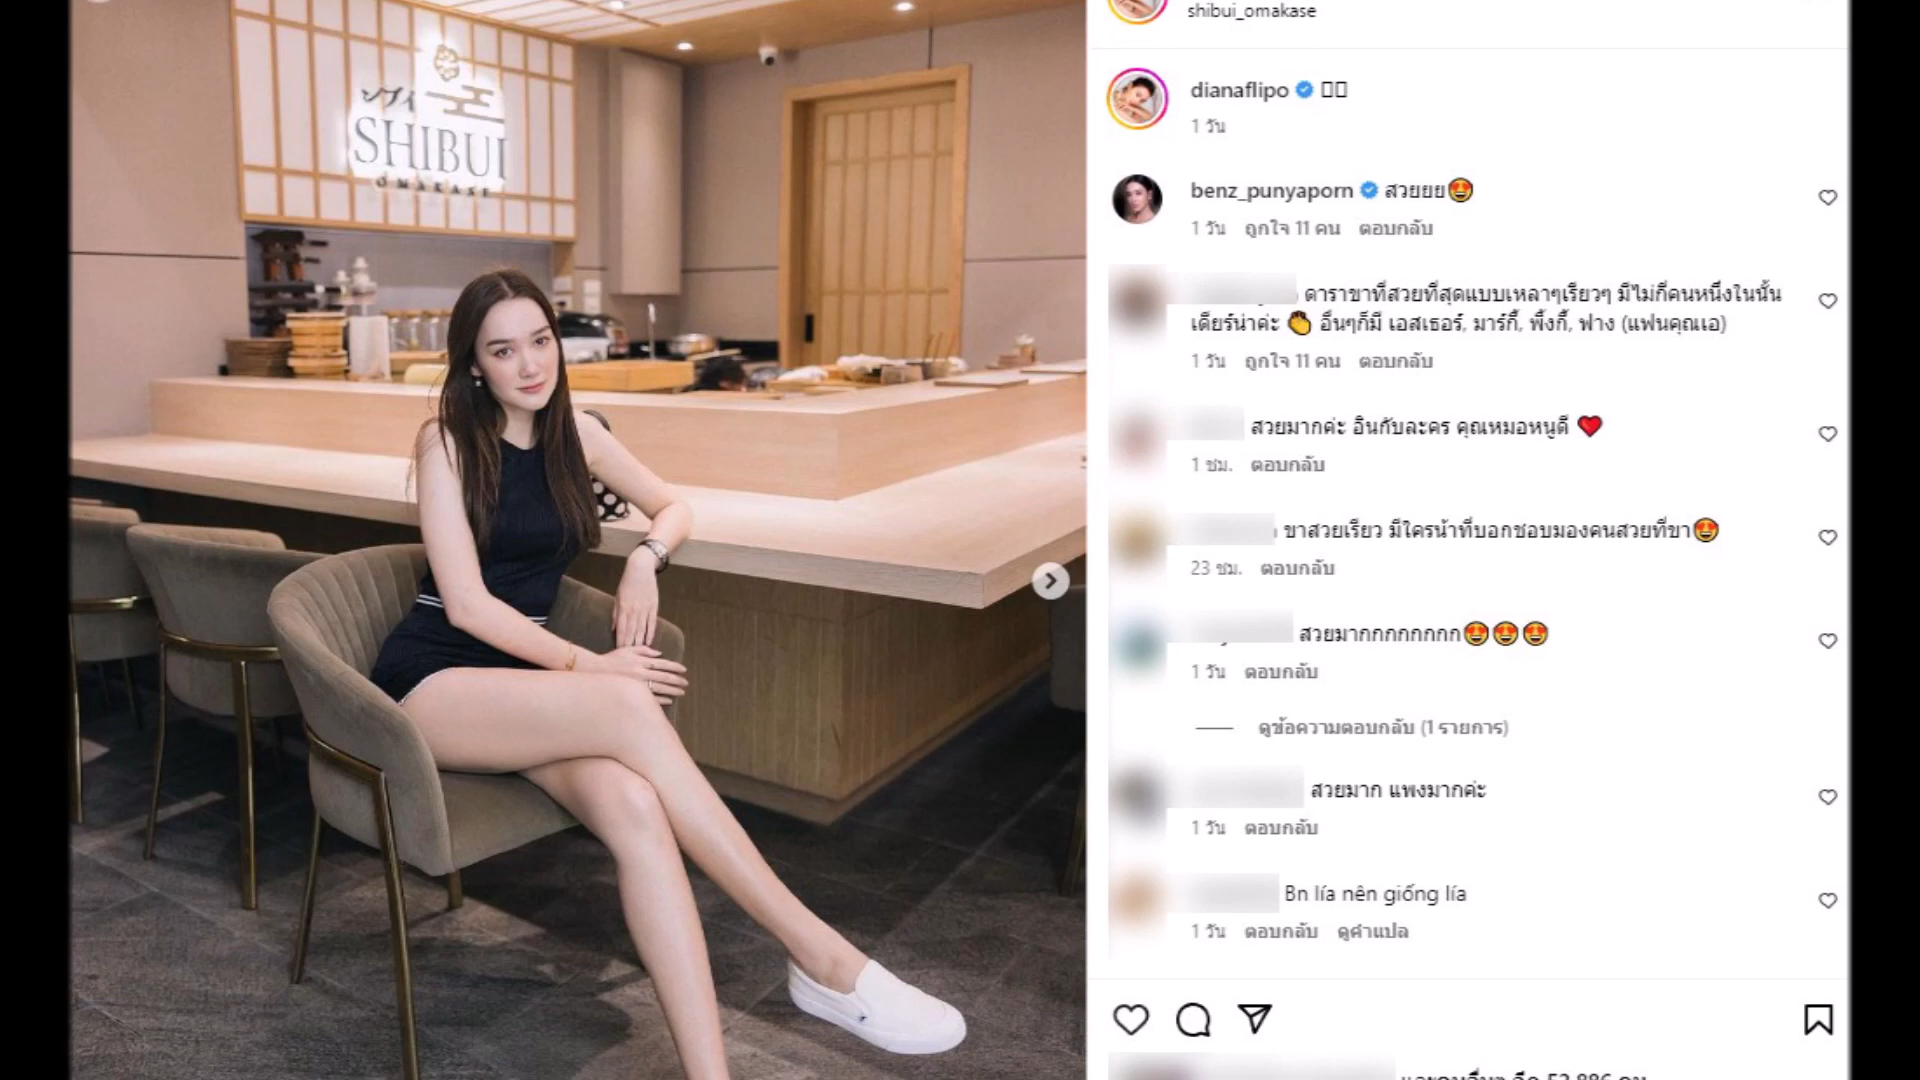 シブイ
SHIBUI
OMAKASE
shibui_omakase
dianaflipo
1 วัน
benz_punyaporn สวยยย😍
1 วัน ถูกใจ 11 คน ตอบกลับ
ดาราขาที่สวยที่สุดแบบเหลาๆเรียวๆ มีไม่กี่คนหนึ่งในนั้น
เดียร์น่าค่ะ 👏 อื่นๆก็มี เอสเธอร์, มาร์กี้, พิ้งกี้, ฟาง (แฟนคุณเอ)
1 วัน ถูกใจ 11 คน ตอบกลับ
สวยมากค่ะ อินกับละคร คุณหมอหนูดี ❤️
1 ชม. ตอบกลับ
ขาสวยเรียว มีใครน้าที่บอกชอบมองคนสวยที่ขา😍
23 ชม. ตอบกลับ
สวยมากกกกกกกก😍😍😍
1 วัน ตอบกลับ
ดูข้อความตอบกลับ (1 รายการ)
สวยมาก แพงมากค่ะ
1 วัน ตอบกลับ
Bn lía nên giống lía
1 วัน ตอบกลับ ดูคำแปล